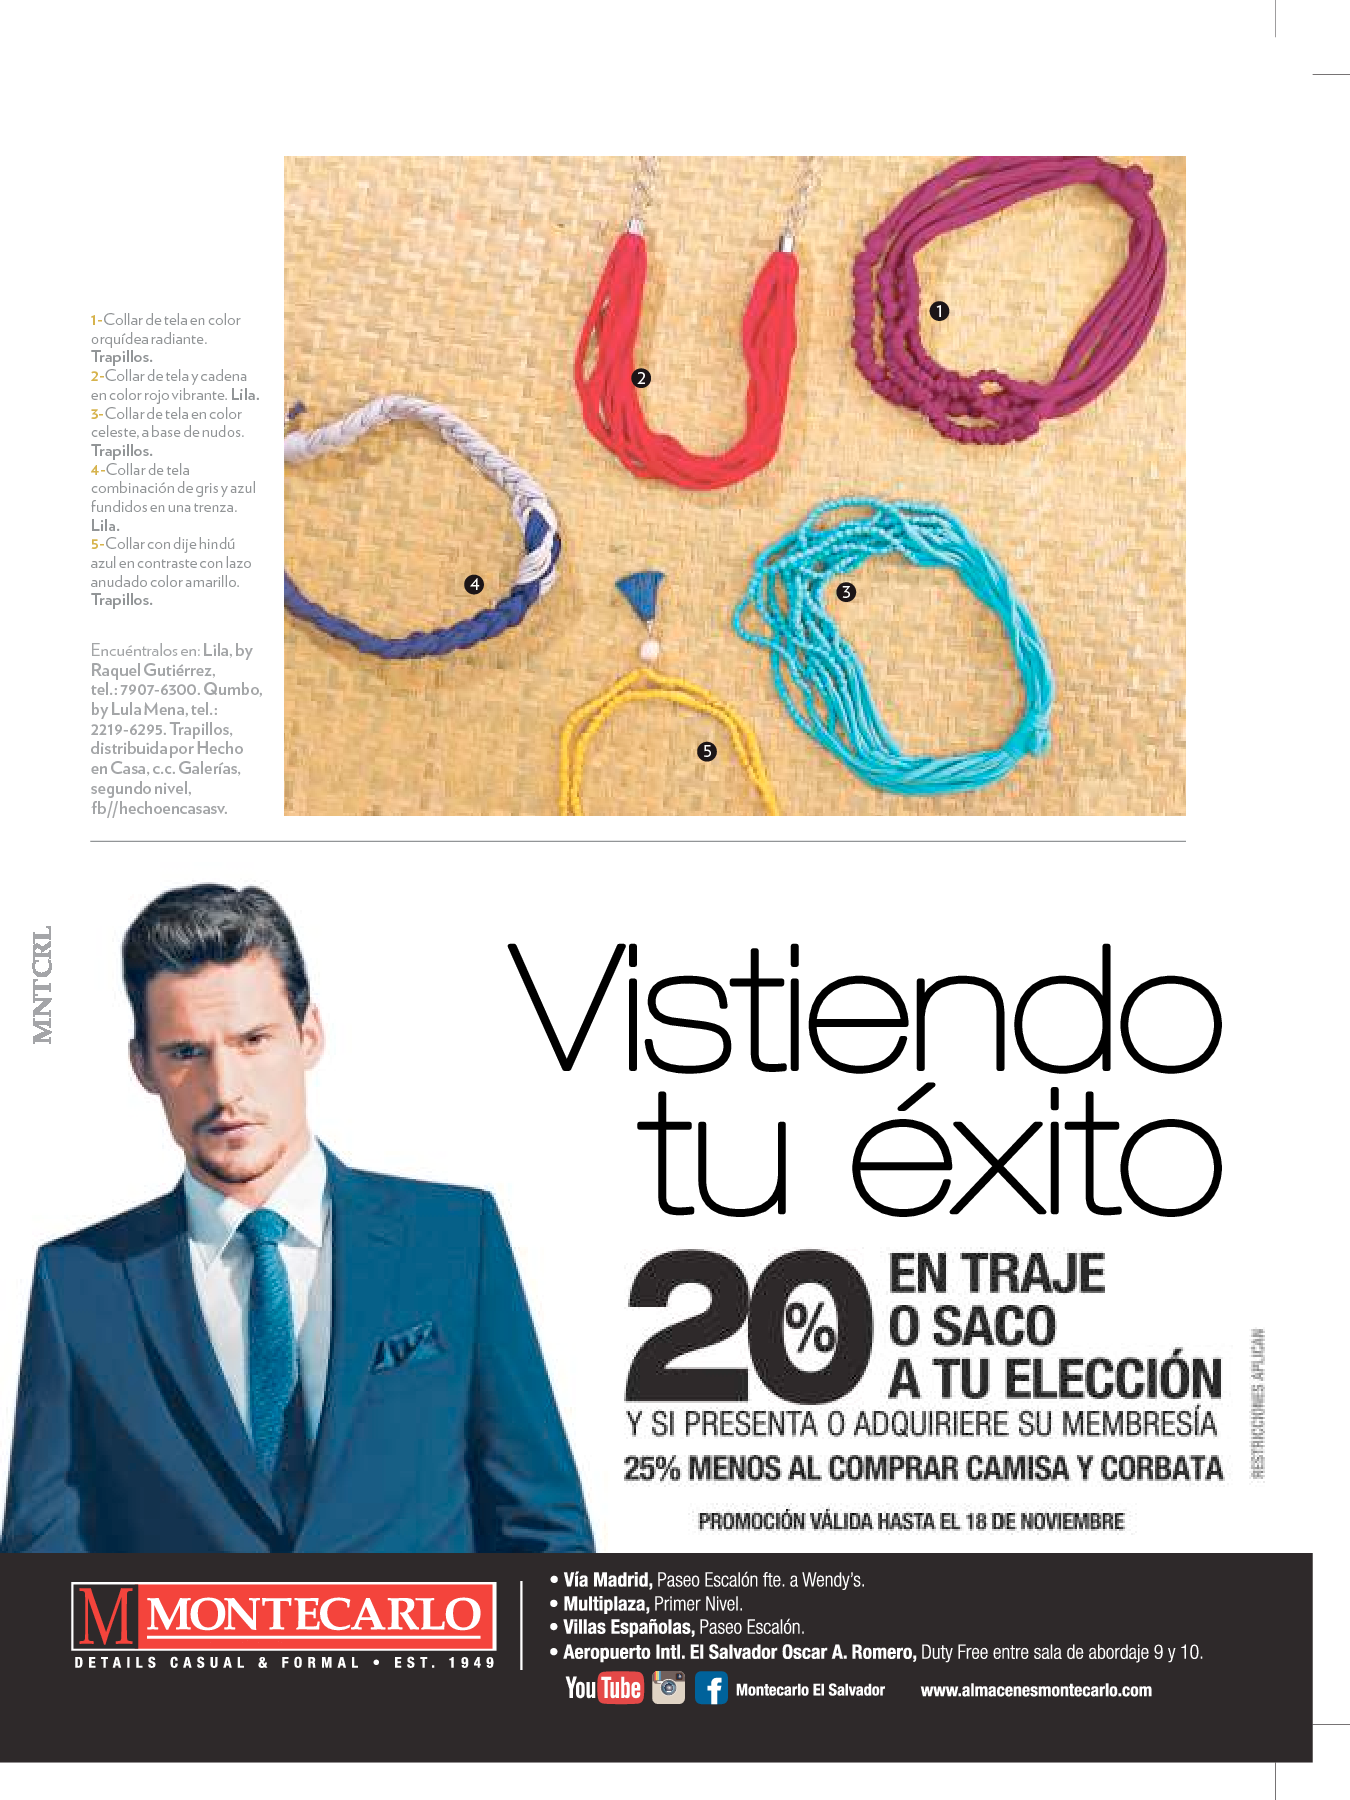 1-Collar de tela en color
orquídea radiante.
Trapillos.
2-Collar de tela y cadena
en color rojo vibrante. Lila.
3-Collar de tela en color
celeste, a base de nudos.
Trapillos.
4-Collar de tela
combinación de gris y azul
fundidos en una trenza.
Lila.
5-Collar con dije hindú
azul en contraste con lazo
anudado color amarillo.
Trapillos.
Encuéntralos en: Lila, by
Raquel Gutiérrez,
tel.: 7907-6300. Qumbo,
by Lula Mena, tel.:
2219-6295. Trapillos,
distribuida por Hecho
en Casa, c.c. Galerías,
segundo nivel,
fb//hechoencasasv.
1
2
3
4
5
MNTCRL
Vistiendo
tu éxito
20%
EN TRAJE
O SACO
A TU ELECCIÓN
Y SI PRESENTA O ADQUIRIERE SU MEMBRESÍA
25% MENOS AL COMPRAR CAMISA Y CORBATA
PROMOCIÓN VÁLIDA HASTA EL 18 DE NOVIEMBRE
RESTRICCIONES APLICAN
M MONTECARLO
DETAILS CASUAL & FORMAL • EST. 1949
• Vía Madrid, Paseo Escalón fte. a Wendy's.
• Multiplaza, Primer Nivel.
• Villas Españolas, Paseo Escalón.
• Aeropuerto Intl. El Salvador Oscar A. Romero, Duty Free entre sala de abordaje 9 y 10.
YouTube f Montecarlo El Salvador www.almacenesmontecarlo.com